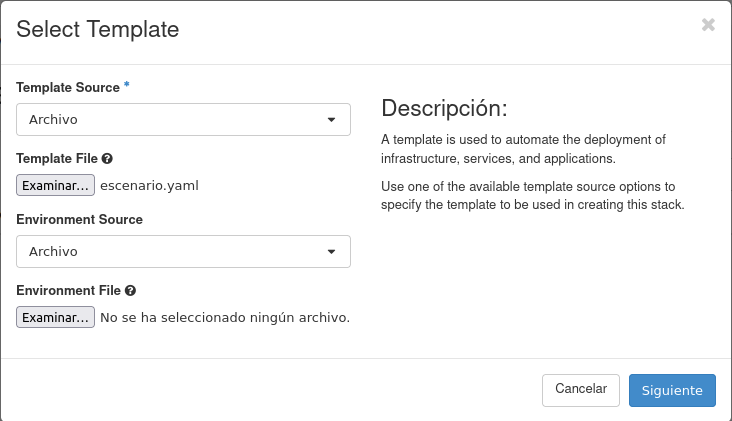 Select Template
Template Source *
Archivo
Template File
Examinar... escenario.yaml
Environment Source
Archivo
Environment File
Examinar... No se ha seleccionado ningún archivo.
Descripción:
A template is used to automate the deployment of
infrastructure, services, and applications.
Use one of the available template source options to
specify the template to be used in creating this stack.
Cancelar
Siguiente